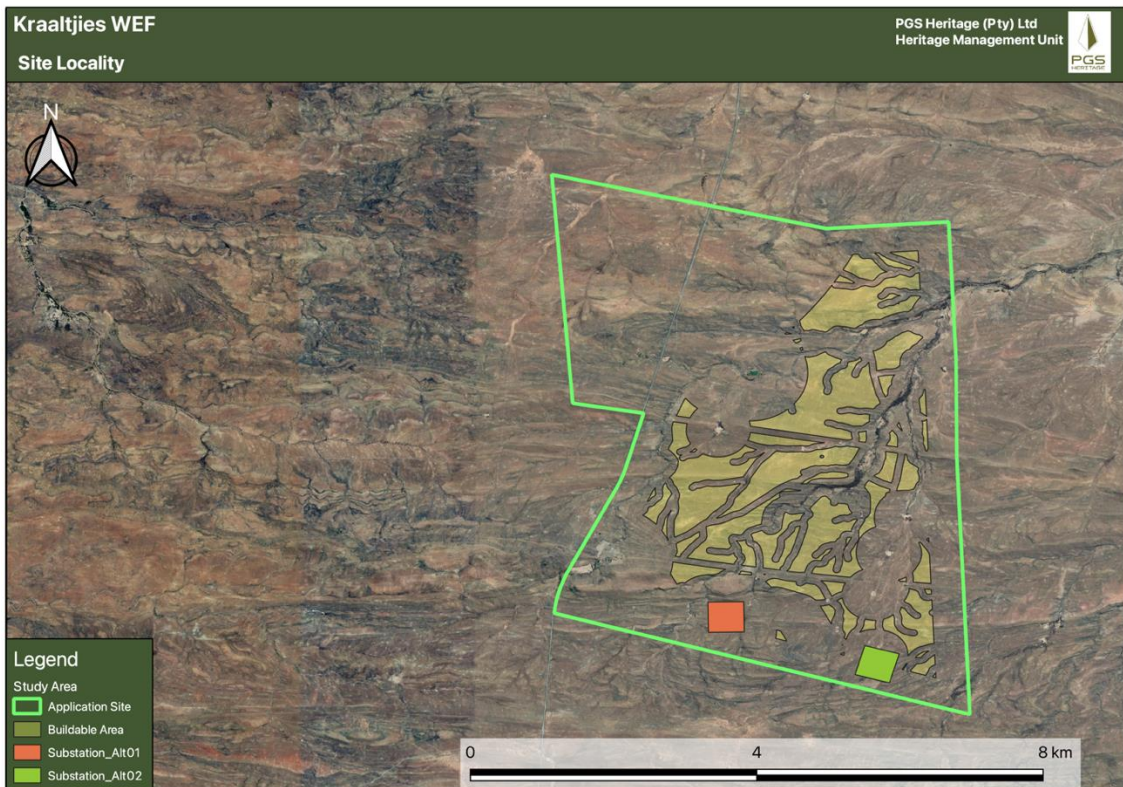 Kraaltjies WEF
Site Locality
PGS Heritage (Pty) Ltd
Heritage Management Unit
PGS
HERITAGE
N
Legend
Study Area
Application Site
Buildable Area
Substation_Alt01
Substation_Alt02
0 4 8 km